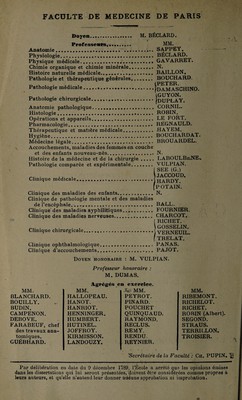 FACULTE DE MEDECINE DE PARIS
Doyen................ M. BÉCLARD.
Professeurs............ MM.
Anatomie................ SAPPEY.
Physiologie................ BÉCLARD.
Physique médicale................ GAVARRET.
Chimie organique et chimie minérale......... N.
Histoire naturelle médicale................ BAILLON,
Pathologie et thérapeutique générales......... BOUCHARD
Pathologie médicale................ PETER.
DAMASCHINO.
Pathologie chirurgicale................ GUYON.
DUPLAY.
Anatomie pathologique................ CORNIL.
Histologie................ ROBIN.
Opérations et appareils................ LE FORT.
Pharmacologie................ REGNAULD.
Thérapeutique et matière médicale......... HAYEM.
Hygiène................ BOUCHARDAT.
Médecine légale................ BROUARDEL.
Accouchements, maladies des femmes en couche
et des enfants nouveau-nés................ N.
Histoire de la médecine et de la chirurgie..... LABOULBÈNE.
Pathologie comparée et expérimentale......... VULPIAN.
SEE (G.)
Clinique médicale................ JACCOUD,
HARDY.
POTAIN.
Clinique des maladies des enfants......... N.
Clinique de pathologie mentale et des maladies
de l'encéphale................ BALL.
Clinique des maladies syphilitiques......... FOURNIER.
Clinique des maladies nerveuses......... CHARCOT,
RICHET.
Clinique chirurgicale................ GOSSELIN.
VERNEUIL.
TRELAT.
Clinique ophthalmologique................ PANAS.
Clinique d'accouchements................ PAJOT.
DOYEN HONORAIRE : M. VULPIAN.
Professeur honoraire :
M. DUMAS.
Agrégés en exercice.
MM. MM. MM. MM.
BLANCHARD. HALLOPEAU. PEYROT. RIBEMONT.
BOUILLY. HANOT. PINARD. RICHELOT.
BUDIN. HANRIOT. POUCHET. RICHET.
CAMPENON. HENNINGER, QUINQUAUD. ROBIN (Albert).
DEBOVE, HUMBERT, RAYMOND. SEGOND.
FARABEUF, chef HUTINEL. RECLUS. STRAUS.
des travaux ana- JOFFROY. REMY TERRILLON.
tomiques. KIRMISSON. RENDU TROISIER.
GUÉBHARD. LANDOUZY. REYNIER.
Secrétaire de la Faculté : CH. PUPIN.
Par délibération en date du 9 décembre 1789, l'École a arrêté que les opinions émises
dans les dissertations qui lui seront présentées, doivent être considérées comme propres à
leurs auteurs, et qu'elle n'entend leur donner aucune approbation ni improbation.